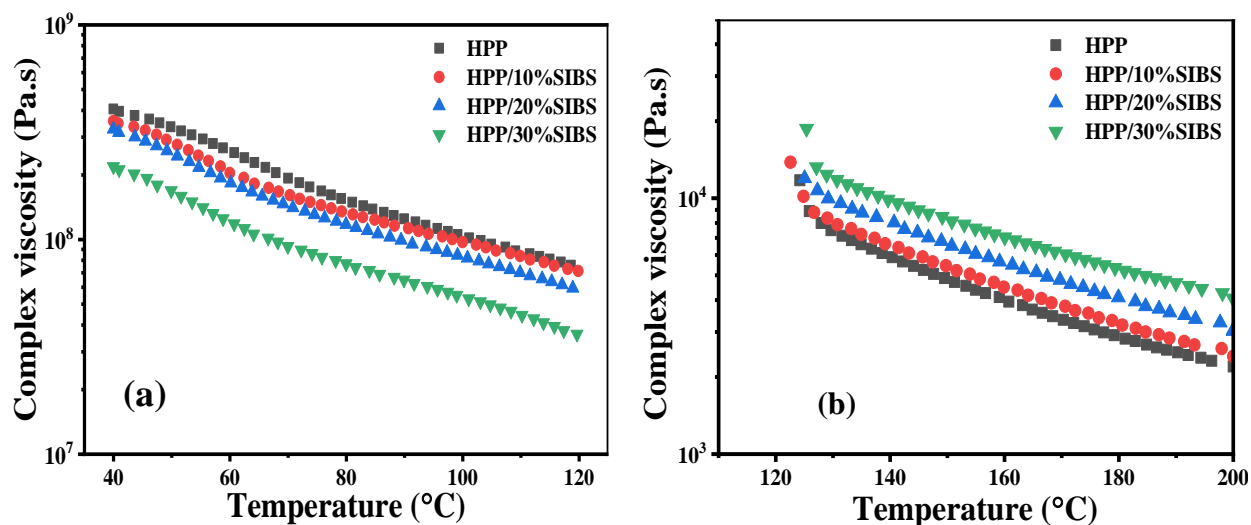 Complex viscosity (Pa.s)
10⁹
10⁸
10⁷
HPP
HPP/10%SIBS
HPP/20%SIBS
HPP/30%SIBS
(a)
40 60 80 100 120
Temperature (°C)
Complex viscosity (Pa.s)
10⁴
10³
HPP
HPP/10%SIBS
HPP/20%SIBS
HPP/30%SIBS
(b)
120 140 160 180 200
Temperature (°C)